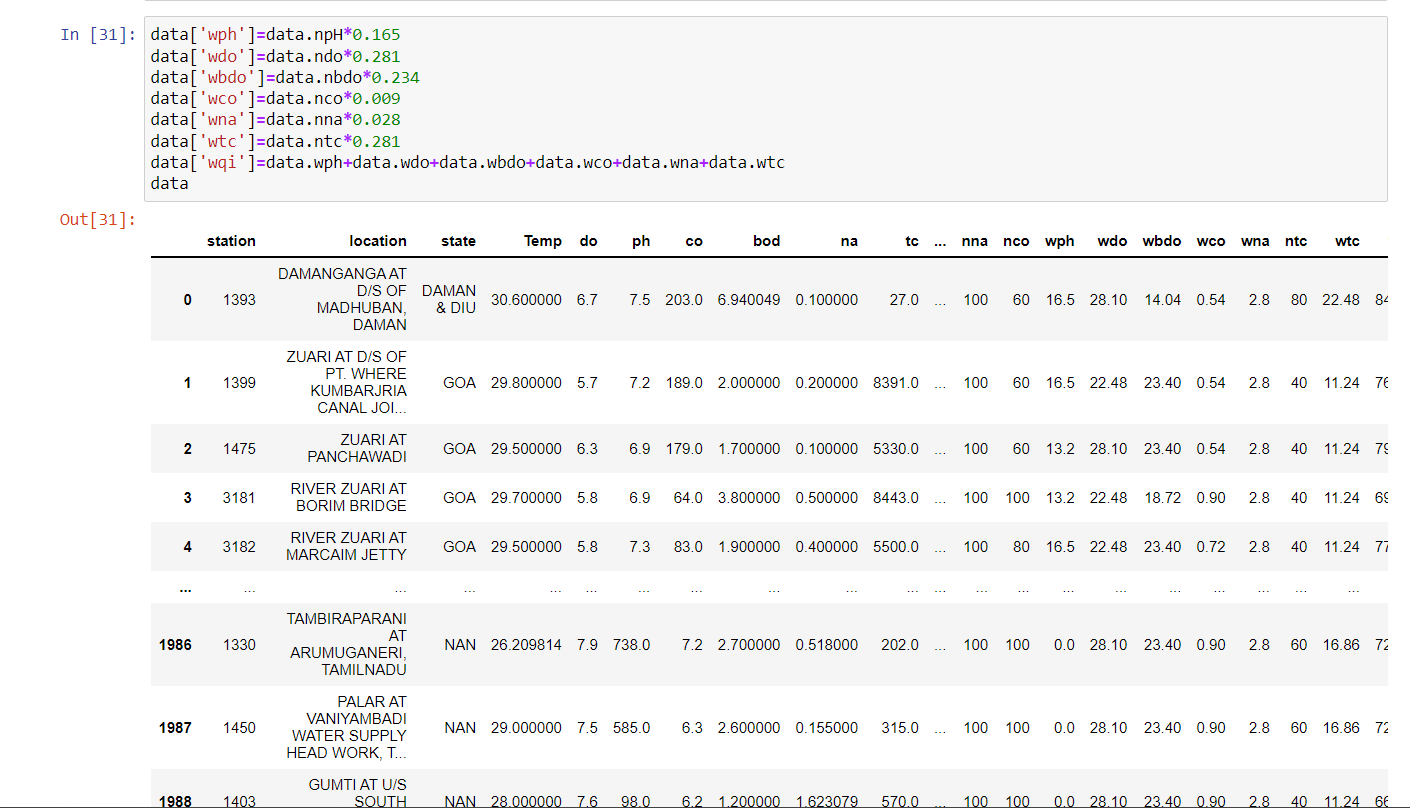 In [31]:
data['wph']=data.npH*0.165
data['wdo']=data.ndo*0.281
data['wbdo']=data.nbdo*0.234
data['wco']=data.nco*0.009
data['wna']=data.nna*0.028
data['wtc']=data.ntc*0.281
data['wqi']=data.wph+data.wdo+data.wbdo+data.wco+data.wna+data.wtc
data
Out[31]:
station location state Temp do ph co bod na tc ... nna nco wph wdo wbdo wco wna ntc wtc
0 1393 DAMANGANGA AT D/S OF MADHUBAN, DAMAN DAMAN & DIU 30.600000 6.7 7.5 203.0 6.940049 0.100000 27.0 ... 100 60 16.5 28.10 14.04 0.54 2.8 80 22.48 84
1 1399 ZUARI AT D/S OF PT. WHERE KUMBARJRIA CANAL JOI... GOA 29.800000 5.7 7.2 189.0 2.000000 0.200000 8391.0 ... 100 60 16.5 22.48 23.40 0.54 2.8 40 11.24 76
2 1475 ZUARI AT PANCHAWADI GOA 29.500000 6.3 6.9 179.0 1.700000 0.100000 5330.0 ... 100 60 13.2 28.10 23.40 0.54 2.8 40 11.24 79
3 3181 RIVER ZUARI AT BORIM BRIDGE GOA 29.700000 5.8 6.9 64.0 3.800000 0.500000 8443.0 ... 100 100 13.2 22.48 18.72 0.90 2.8 40 11.24 69
4 3182 RIVER ZUARI AT MARCAIM JETTY GOA 29.500000 5.8 7.3 83.0 1.900000 0.400000 5500.0 ... 100 80 16.5 22.48 23.40 0.72 2.8 40 11.24 77
... ... ... ... ... ... ... ... ... ... ... ... ... ... ... ... ... ... ... ... ...
1986 1330 TAMBIRAPARANI AT ARUMUGANERI, TAMILNADU NAN 26.209814 7.9 738.0 7.2 2.700000 0.518000 202.0 ... 100 100 0.0 28.10 23.40 0.90 2.8 60 16.86 72
1987 1450 PALAR AT VANIYAMBADI WATER SUPPLY HEAD WORK, T... NAN 29.000000 7.5 585.0 6.3 2.600000 0.155000 315.0 ... 100 100 0.0 28.10 23.40 0.90 2.8 60 16.86 72
1988 1403 GUMTI AT U/S SOUTH NAN 28.000000 7.6 98.0 6.2 1.200000 1.623079 570.0 ... 100 100 0.0 28.10 23.40 0.90 2.8 40 11.24 66